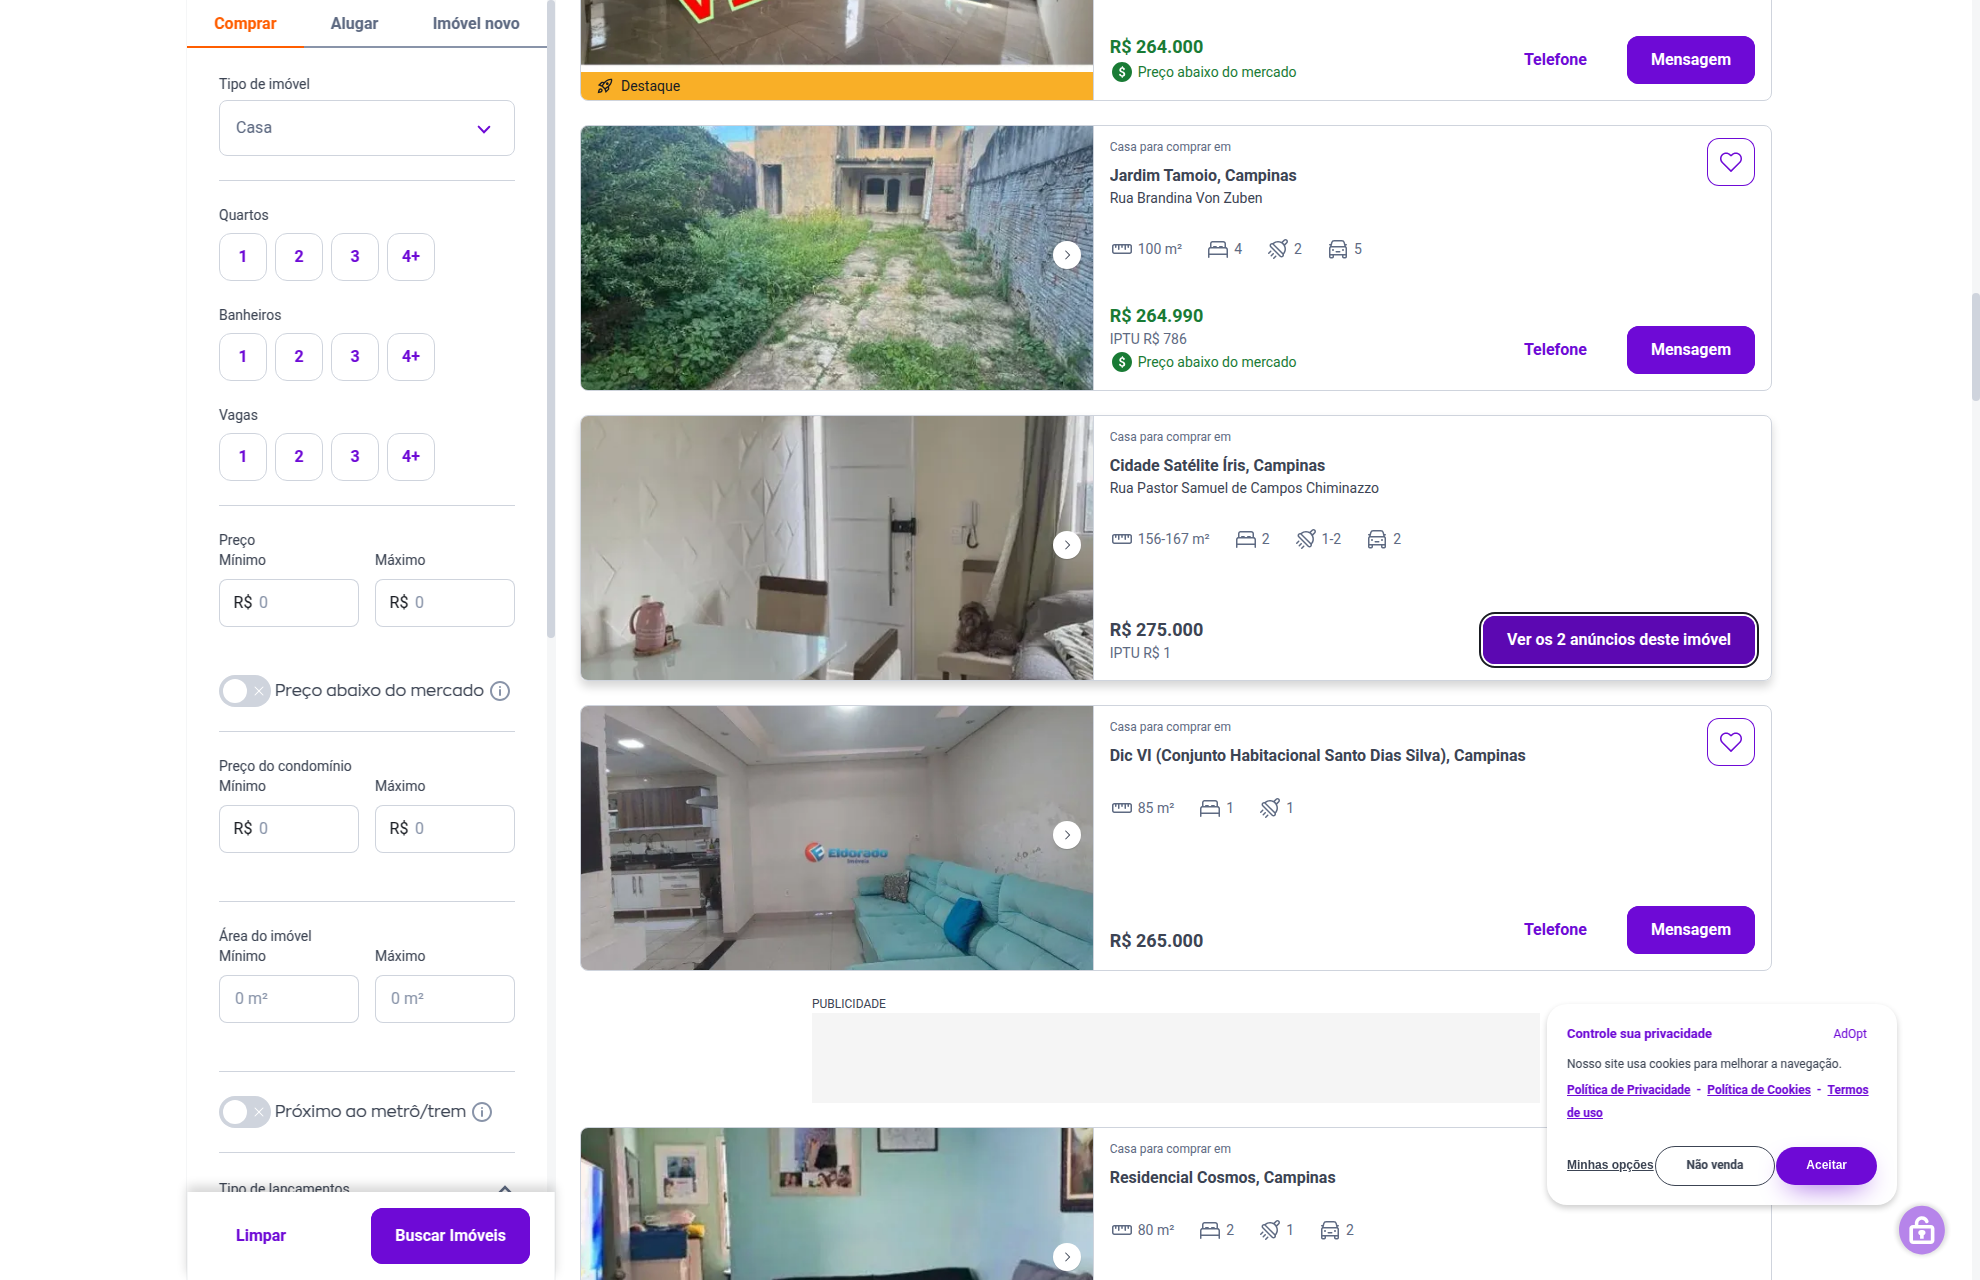 Comprar
Alugar
Imóvel novo
Tipo de imóvel
Casa
Quartos
1
2
3
4+
Banheiros
1
2
3
4+
Vagas
1
2
3
4+
Preço
Mínimo
Máximo
R$ 0
R$ 0
Preço abaixo do mercado
Preço do condomínio
Mínimo
Máximo
R$ 0
R$ 0
Área do imóvel
Mínimo
Máximo
0 m²
0 m²
Próximo ao metrô/trem
Tipo de lançamentos
Limpar
Buscar Imóveis
Destaque
R$ 264.000
Preço abaixo do mercado
Telefone
Mensagem
Casa para comprar em
Jardim Tamoio, Campinas
Rua Brandina Von Zuben
100 m²
4
2
5
R$ 264.990
IPTU R$ 786
Preço abaixo do mercado
Telefone
Mensagem
Casa para comprar em
Cidade Satélite Íris, Campinas
Rua Pastor Samuel de Campos Chiminazzo
156-167 m²
2
1-2
2
R$ 275.000
IPTU R$ 1
Ver os 2 anúncios deste imóvel
Eldorado
Imóveis
Casa para comprar em
Dic VI (Conjunto Habitacional Santo Dias Silva), Campinas
85 m²
1
1
R$ 265.000
Telefone
Mensagem
PUBLICIDADE
Casa para comprar em
Residencial Cosmos, Campinas
80 m²
2
1
2
Controle sua privacidade
AdOpt
Nosso site usa cookies para melhorar a navegação.
Política de Privacidade - Política de Cookies - Termos
de uso
Minhas opções
Não venda
Aceitar